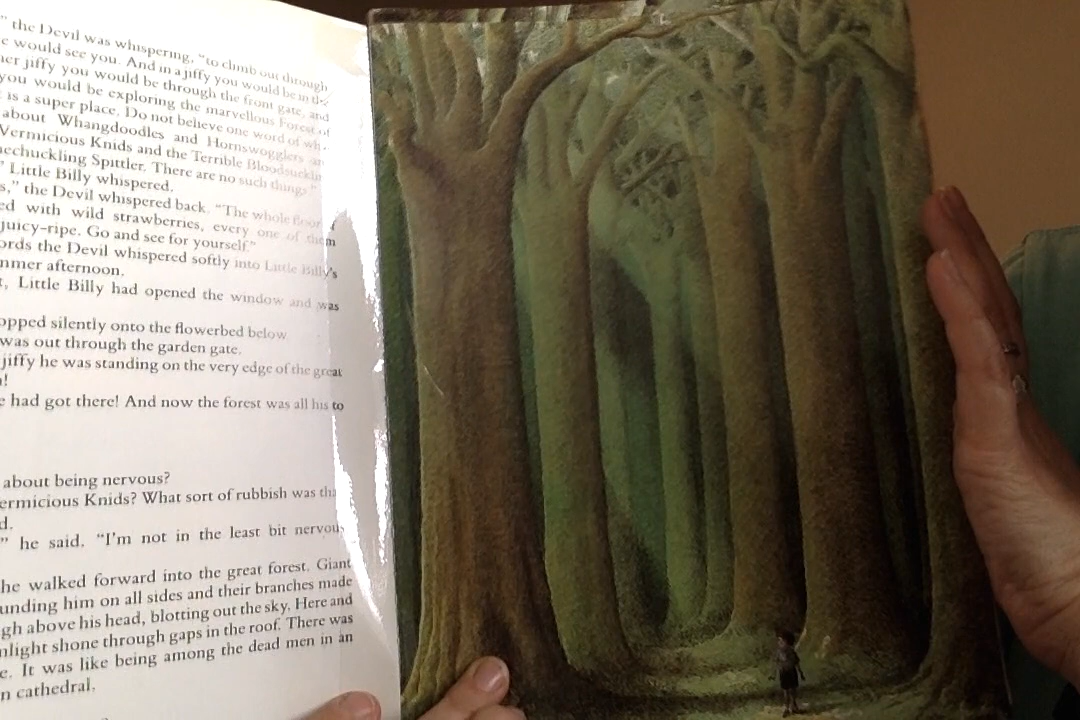 " the Devil was whispering, "to climb out through
e would see you. And in a jiffy you would be in the
her jiffy you would be through the front gate, and
you would be exploring the marvellous Forest of
t is a super place. Do not believe one word of
about Whangdoodles and Hornswogglers
Vermicious Knids and the Terrible Bloodsuckin
echuckling Spittler. There are no such things."
" Little Billy whispered.
s," the Devil whispered back. "The whole floor
ed with wild strawberries, every one of them
juicy-ripe. Go and see for yourself."
ords the Devil whispered softly into Little Billy's
mmer afternoon.
t, Little Billy had opened the window and was
opped silently onto the flowerbed below
was out through the garden gate.
jiffy he was standing on the very edge of the great
!
e had got there! And now the forest was all his to
about being nervous?
ermicious Knids? What sort of rubbish was tha
d.
" he said. "I'm not in the least bit nervou
he walked forward into the great forest. Giant
unding him on all sides and their branches made
gh above his head, blotting out the sky. Here and
nlight shone through gaps in the roof. There was
e. It was like being among the dead men in an
n cathedral.